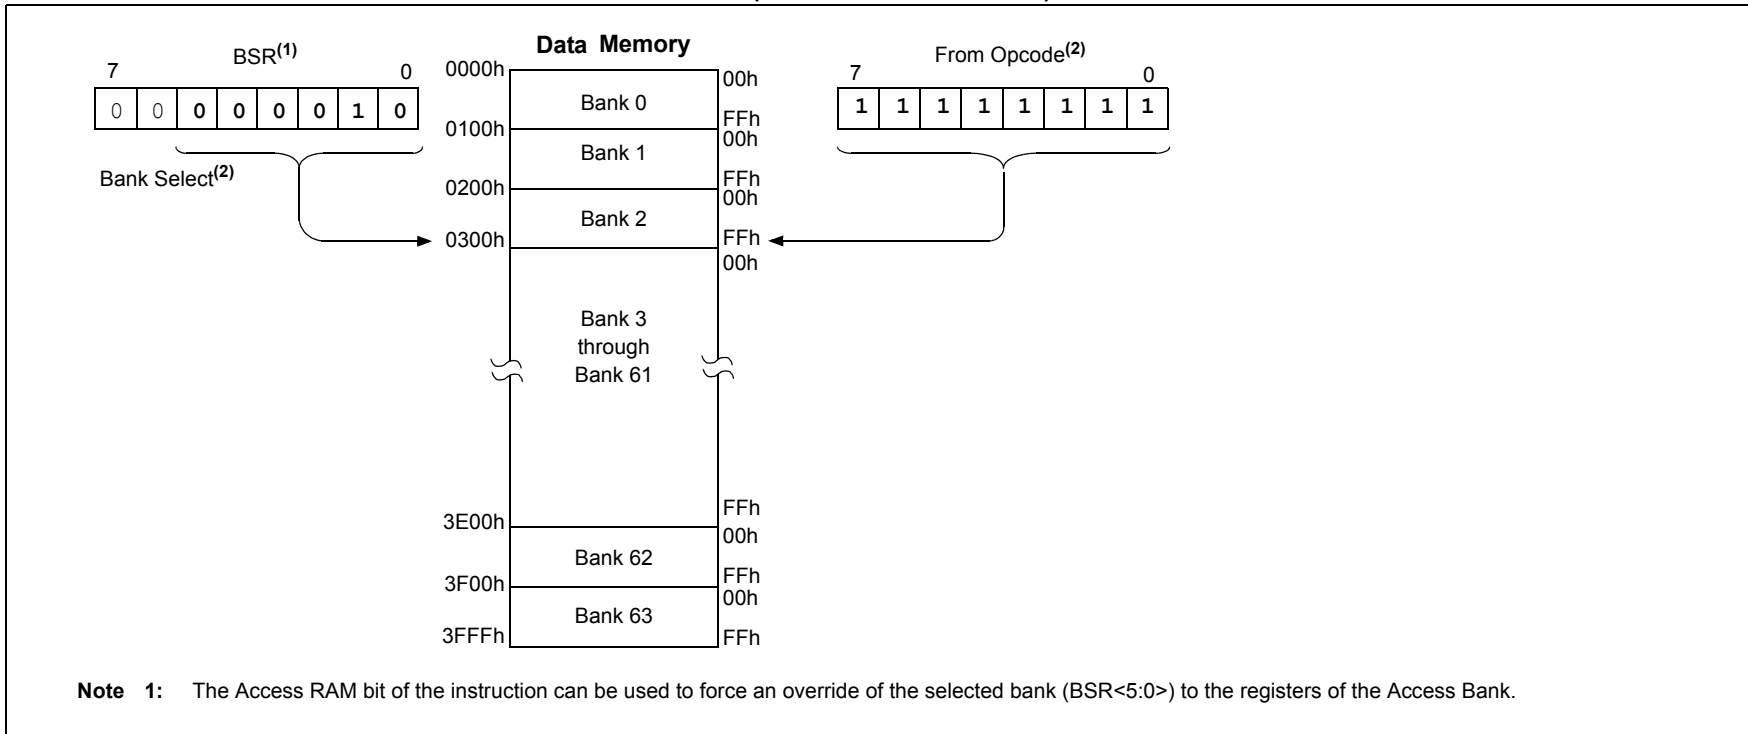 BSR(1)
7 0
0 0 0 0 0 0 1 0
Bank Select(2)
Data Memory
0000h
00h
Bank 0
FFh
0100h
00h
Bank 1
FFh
0200h
00h
Bank 2
FFh
0300h
00h
Bank 3
through
Bank 61
FFh
3E00h
00h
Bank 62
FFh
3F00h
00h
Bank 63
3FFFh
FFh
From Opcode(2)
7 0
1 1 1 1 1 1 1 1
Note 1: The Access RAM bit of the instruction can be used to force an override of the selected bank (BSR<5:0>) to the registers of the Access Bank.